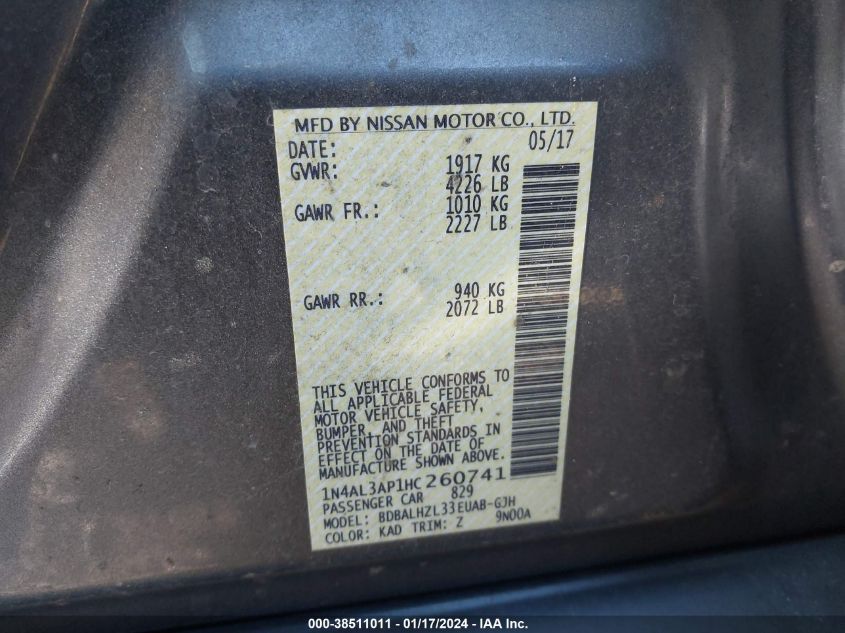 MFD BY NISSAN MOTOR CO., LTD.
DATE: 05/17
GVWR: 1917 KG
4226 LB
GAWR FR.: 1010 KG
2227 LB
GAWR RR.: 940 KG
2072 LB
THIS VEHICLE CONFORMS TO
ALL APPLICABLE FEDERAL
MOTOR VEHICLE SAFETY,
BUMPER, AND THEFT
PREVENTION STANDARDS IN
EFFECT ON THE DATE OF
MANUFACTURE SHOWN ABOVE.
1N4AL3AP1HC260741
PASSENGER CAR 829
MODEL: BDBALHZL33EUAB-GJH
COLOR: KAD TRIM: Z 9N00A
000-38511011 - 01/17/2024 - IAA Inc.